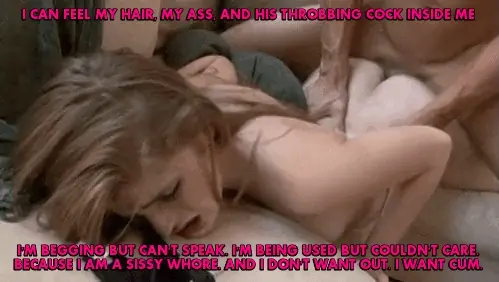 I CAN FEEL MY HAIR, MY ASS, AND HIS THROBBING COCK INSIDE ME
I'M BEGGING BUT CAN'T SPEAK. I'M BEING USED BUT COULDN'T CARE.
BECAUSE I AM A SISSY WHORE. AND I DON'T WANT OUT. I WANT CUM.